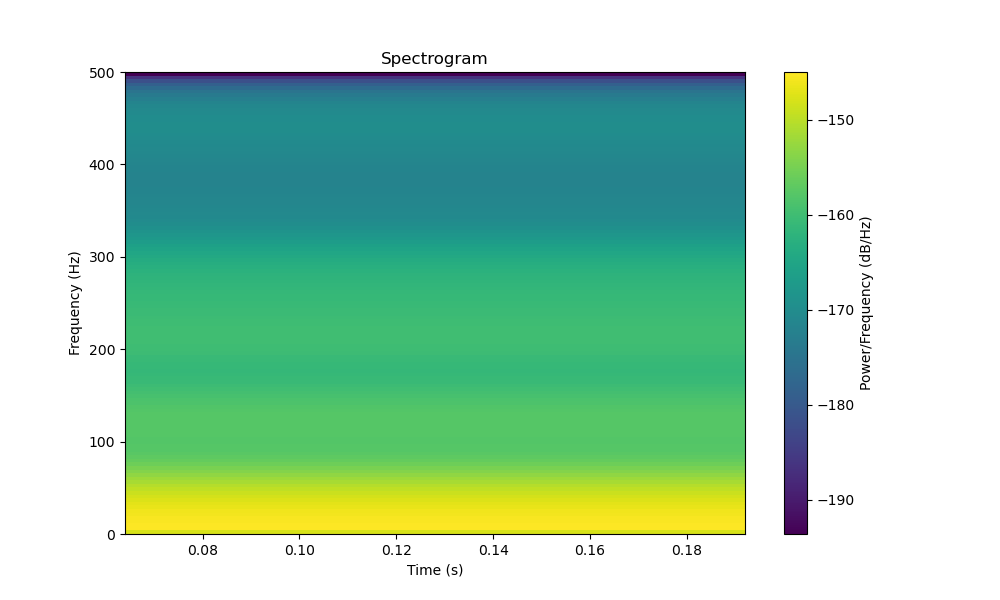 Spectrogram
500
400
300
200
100
0
Frequency (Hz)
0.08 0.10 0.12 0.14 0.16 0.18
Time (s)
−150
−160
−170
−180
−190
Power/Frequency (dB/Hz)